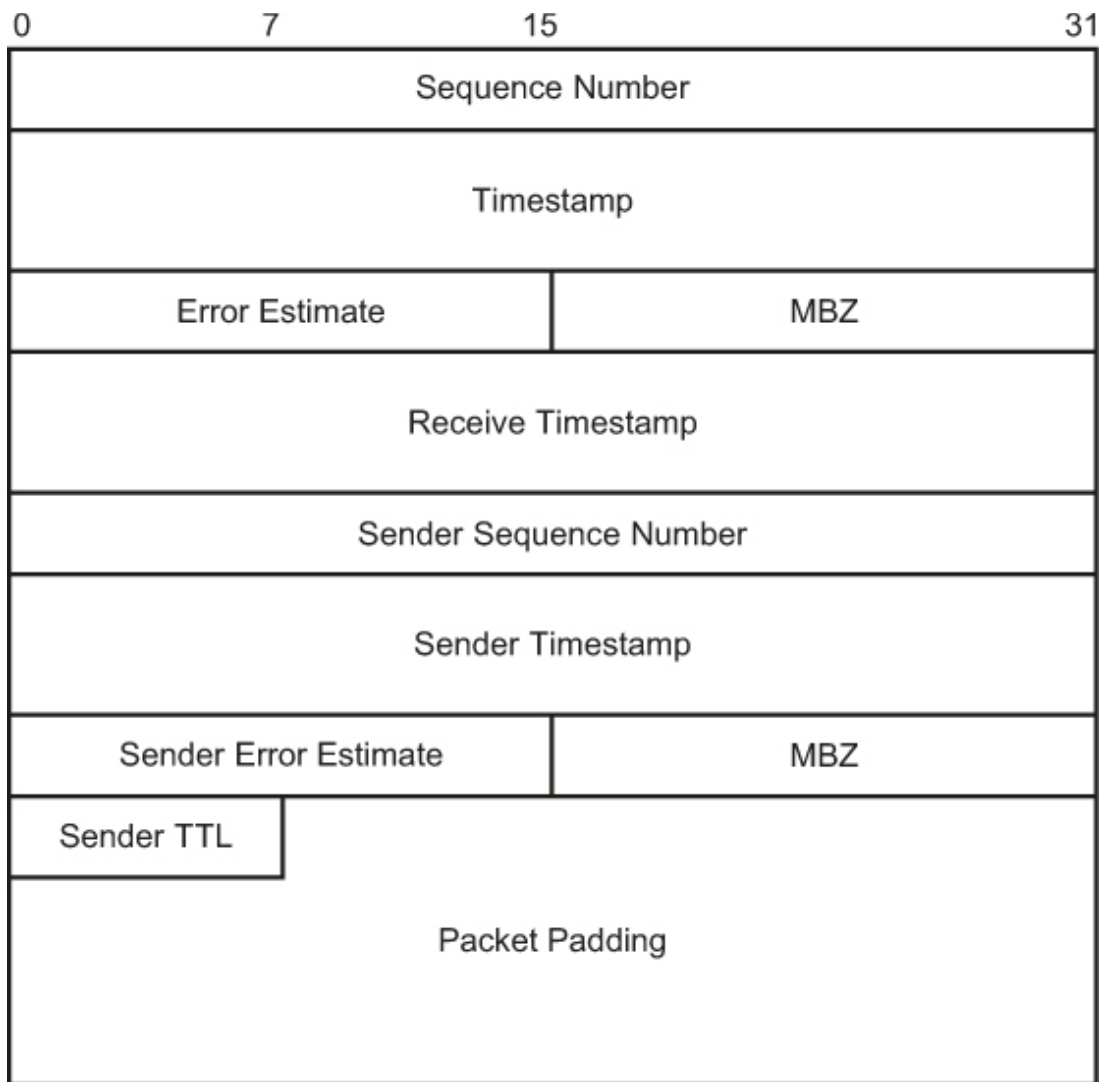 0 7 15 31
Sequence Number
Timestamp
Error Estimate MBZ
Receive Timestamp
Sender Sequence Number
Sender Timestamp
Sender Error Estimate MBZ
Sender TTL
Packet Padding